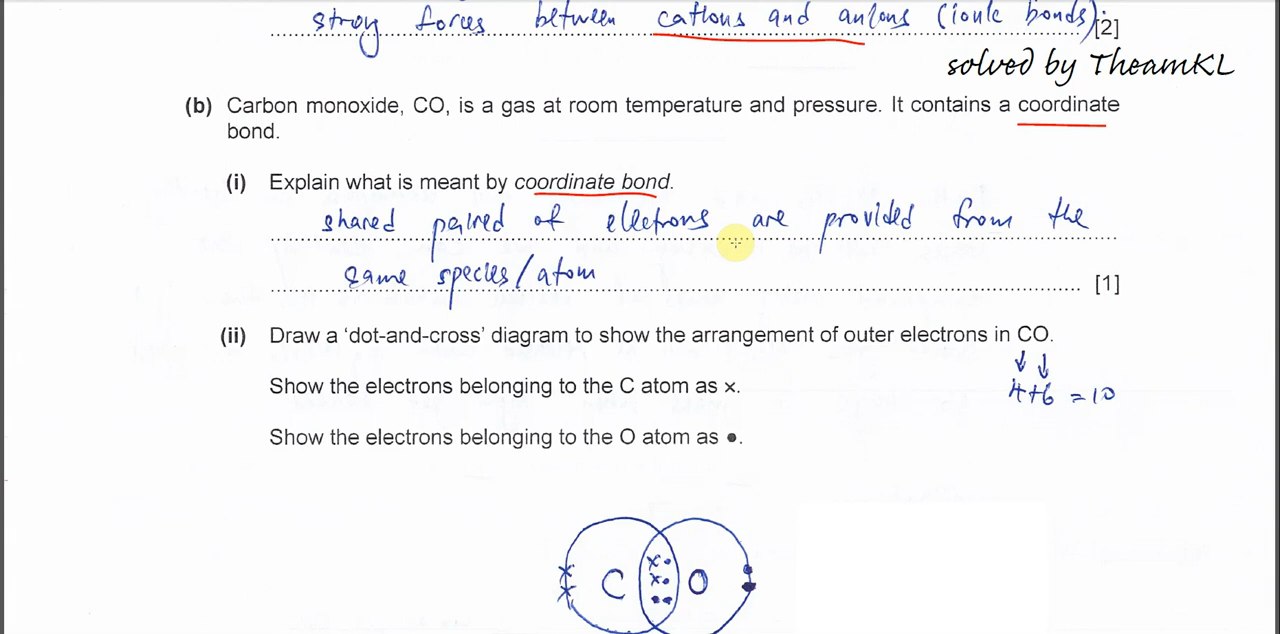 strong forces between cations and anions (ionic bonds); [2]
solved by TheamKL
(b) Carbon monoxide, CO, is a gas at room temperature and pressure. It contains a coordinate
bond.
(i) Explain what is meant by coordinate bond.
shared paired of electrons are provided from the
same species/atom
[1]
(ii) Draw a ‘dot-and-cross’ diagram to show the arrangement of outer electrons in CO.
Show the electrons belonging to the C atom as ×.
4+6 = 10
Show the electrons belonging to the O atom as ●.
C O